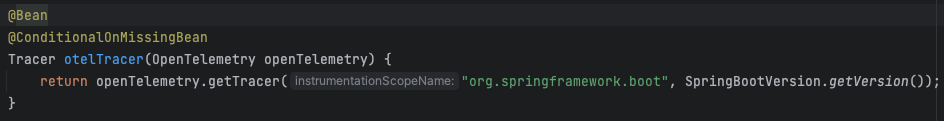 @Bean
@ConditionalOnMissingBean
Tracer otelTracer(OpenTelemetry openTelemetry) {
    return openTelemetry.getTracer( instrumentationScopeName: "org.springframework.boot", SpringBootVersion.getVersion());
}